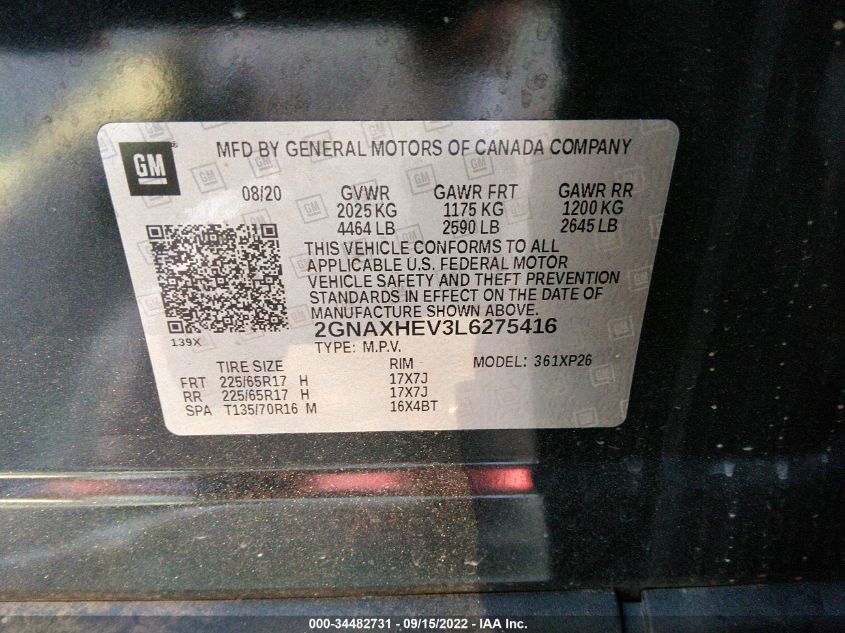 GM
MFD BY GENERAL MOTORS OF CANADA COMPANY
08/20 GVWR GAWR FRT GAWR RR
2025 KG 1175 KG 1200 KG
4464 LB 2590 LB 2645 LB
THIS VEHICLE CONFORMS TO ALL
APPLICABLE U.S. FEDERAL MOTOR
VEHICLE SAFETY AND THEFT PREVENTION
STANDARDS IN EFFECT ON THE DATE OF
MANUFACTURE SHOWN ABOVE.
2GNAXHEV3L6275416
139X
TYPE: M.P.V.
TIRE SIZE RIM MODEL: 361XP26
FRT 225/65R17 H 17X7J
RR 225/65R17 H 17X7J
SPA T135/70R16 M 16X4BT
000-34482731 - 09/15/2022 - IAA Inc.